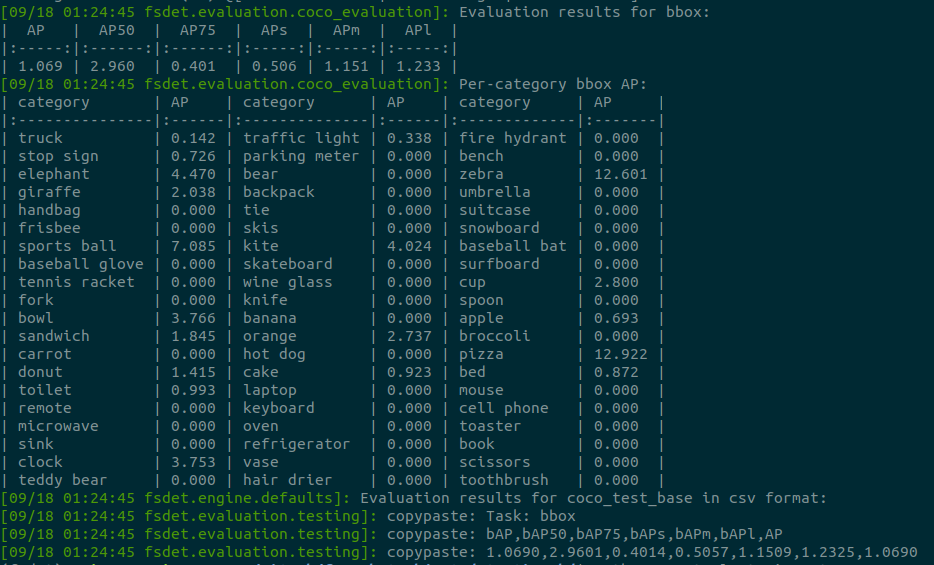 [09/18 01:24:45 fsdet.evaluation.coco_evaluation]: Evaluation results for bbox:
| AP | AP50 | AP75 | APs | APm | APl |
|:-----:|:------:|:------:|:-----:|:-----:|:-----:|
| 1.069 | 2.960 | 0.401 | 0.506 | 1.151 | 1.233 |
[09/18 01:24:45 fsdet.evaluation.coco_evaluation]: Per-category bbox AP:
| category | AP | category | AP | category | AP |
|:---------------|:------|:--------------|:------|:-------------|:-------|
| truck | 0.142 | traffic light | 0.338 | fire hydrant | 0.000 |
| stop sign | 0.726 | parking meter | 0.000 | bench | 0.000 |
| elephant | 4.470 | bear | 0.000 | zebra | 12.601 |
| giraffe | 2.038 | backpack | 0.000 | umbrella | 0.000 |
| handbag | 0.000 | tie | 0.000 | suitcase | 0.000 |
| frisbee | 0.000 | skis | 0.000 | snowboard | 0.000 |
| sports ball | 7.085 | kite | 4.024 | baseball bat | 0.000 |
| baseball glove | 0.000 | skateboard | 0.000 | surfboard | 0.000 |
| tennis racket | 0.000 | wine glass | 0.000 | cup | 2.800 |
| fork | 0.000 | knife | 0.000 | spoon | 0.000 |
| bowl | 3.766 | banana | 0.000 | apple | 0.693 |
| sandwich | 1.845 | orange | 2.737 | broccoli | 0.000 |
| carrot | 0.000 | hot dog | 0.000 | pizza | 12.922 |
| donut | 1.415 | cake | 0.923 | bed | 0.872 |
| toilet | 0.993 | laptop | 0.000 | mouse | 0.000 |
| remote | 0.000 | keyboard | 0.000 | cell phone | 0.000 |
| microwave | 0.000 | oven | 0.000 | toaster | 0.000 |
| sink | 0.000 | refrigerator | 0.000 | book | 0.000 |
| clock | 3.753 | vase | 0.000 | scissors | 0.000 |
| teddy bear | 0.000 | hair drier | 0.000 | toothbrush | 0.000 |
[09/18 01:24:45 fsdet.engine.defaults]: Evaluation results for coco_test_base in csv format:
[09/18 01:24:45 fsdet.evaluation.testing]: copypaste: Task: bbox
[09/18 01:24:45 fsdet.evaluation.testing]: copypaste: bAP,bAP50,bAP75,bAPs,bAPm,bAPl,AP
[09/18 01:24:45 fsdet.evaluation.testing]: copypaste: 1.0690,2.9601,0.4014,0.5057,1.1509,1.2325,1.0690